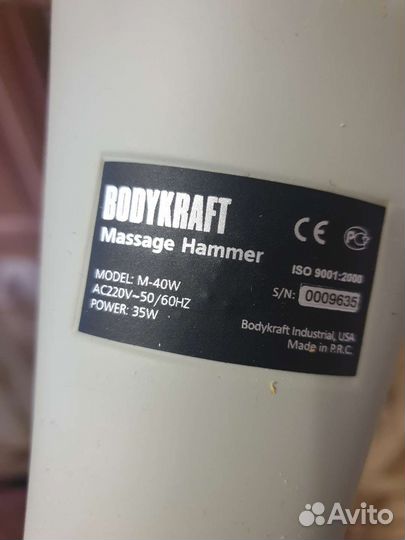 BODYKRAFT
Massage Hammer
MODEL: M-40W
AC220V~50/60HZ
POWER: 35W
CE PC
ISO 9001:2000
S/N: 0009635
Bodykraft Industrial, USA
Made in P.R.C.
Avito